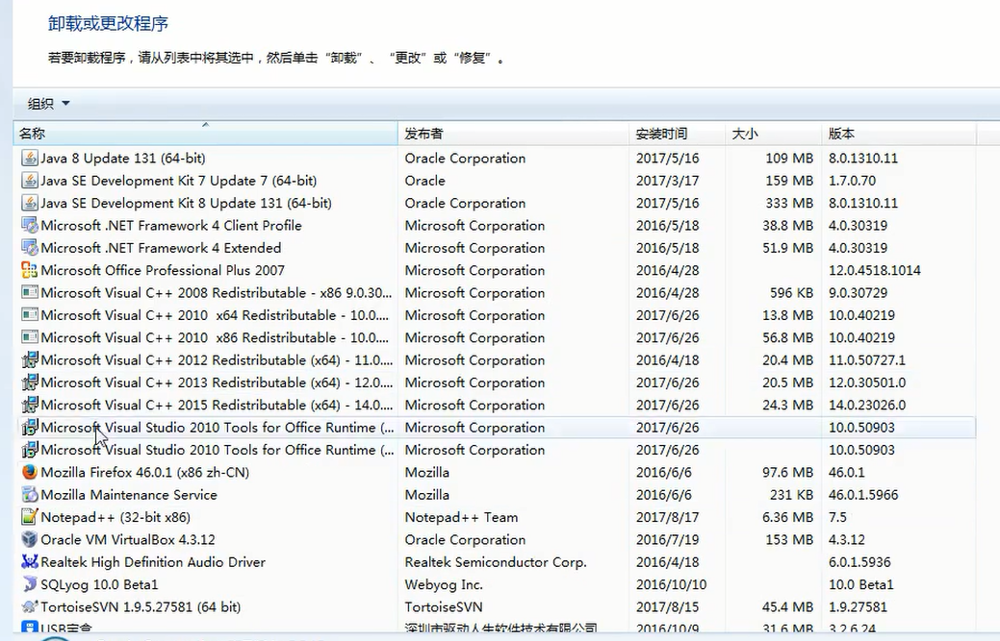 卸载或更改程序
若要卸载程序，请从列表中将其选中，然后单击“卸载”、“更改”或“修复”。
组织
名称 发布者 安装时间 大小 版本
Java 8 Update 131 (64-bit) Oracle Corporation 2017/5/16 109 MB 8.0.1310.11
Java SE Development Kit 7 Update 7 (64-bit) Oracle 2017/3/17 159 MB 1.7.0.70
Java SE Development Kit 8 Update 131 (64-bit) Oracle Corporation 2017/5/16 333 MB 8.0.1310.11
Microsoft .NET Framework 4 Client Profile Microsoft Corporation 2016/5/18 38.8 MB 4.0.30319
Microsoft .NET Framework 4 Extended Microsoft Corporation 2016/5/18 51.9 MB 4.0.30319
Microsoft Office Professional Plus 2007 Microsoft Corporation 2016/4/28 12.0.4518.1014
Microsoft Visual C++ 2008 Redistributable - x86 9.0.30... Microsoft Corporation 2016/4/28 596 KB 9.0.30729
Microsoft Visual C++ 2010 x64 Redistributable - 10.0.... Microsoft Corporation 2017/6/26 13.8 MB 10.0.40219
Microsoft Visual C++ 2010 x86 Redistributable - 10.0.... Microsoft Corporation 2017/6/26 56.8 MB 10.0.40219
Microsoft Visual C++ 2012 Redistributable (x64) - 11.0.... Microsoft Corporation 2016/4/18 20.4 MB 11.0.50727.1
Microsoft Visual C++ 2013 Redistributable (x64) - 12.0.... Microsoft Corporation 2017/6/26 20.5 MB 12.0.30501.0
Microsoft Visual C++ 2015 Redistributable (x64) - 14.0.... Microsoft Corporation 2017/6/26 24.3 MB 14.0.23026.0
Microsoft Visual Studio 2010 Tools for Office Runtime (... Microsoft Corporation 2017/6/26 10.0.50903
Microsoft Visual Studio 2010 Tools for Office Runtime (... Microsoft Corporation 2017/6/26 10.0.50903
Mozilla Firefox 46.0.1 (x86 zh-CN) Mozilla 2016/6/6 97.6 MB 46.0.1
Mozilla Maintenance Service Mozilla 2016/6/6 231 KB 46.0.1.5966
Notepad++ (32-bit x86) Notepad++ Team 2017/8/17 6.36 MB 7.5
Oracle VM VirtualBox 4.3.12 Oracle Corporation 2016/7/19 153 MB 4.3.12
Realtek High Definition Audio Driver Realtek Semiconductor Corp. 2016/4/18 6.0.1.5936
SQLyog 10.0 Beta1 Webyog Inc. 2016/10/10 10.0 Beta1
TortoiseSVN 1.9.5.27581 (64 bit) TortoiseSVN 2017/8/15 45.4 MB 1.9.27581
USB宝盒 深圳市驱动人生软件技术有限公司 2016/10/9 31.6 MB 3.2.6.24